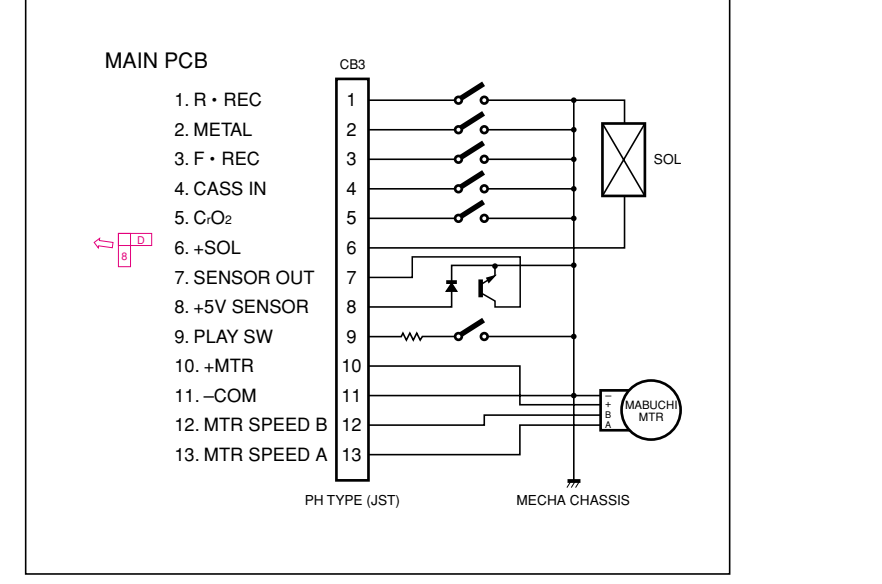 MAIN PCB
CB3
1. R • REC 1
2. METAL 2
3. F • REC 3
4. CASS IN 4
5. CrO2 5
6. +SOL 6
7. SENSOR OUT 7
8. +5V SENSOR 8
9. PLAY SW 9
10. +MTR 10
11. –COM 11
12. MTR SPEED B 12
13. MTR SPEED A 13
D
8
SOL
–
+
B
A
MABUCHI
MTR
PH TYPE (JST)
MECHA CHASSIS